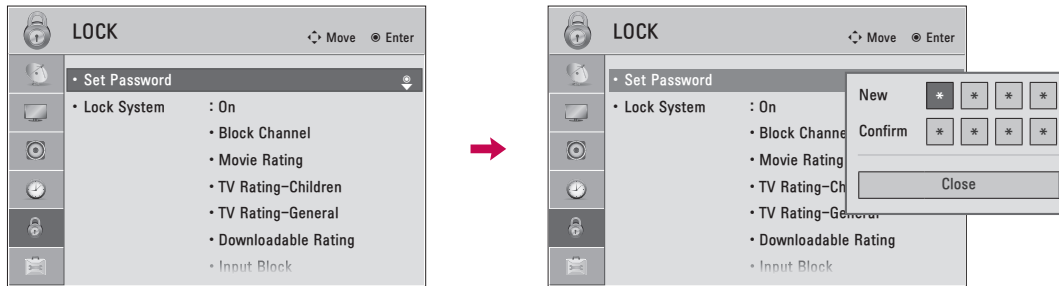 LOCK
Move Enter
• Set Password
• Lock System : On
• Block Channel
• Movie Rating
• TV Rating-Children
• TV Rating-General
• Downloadable Rating
• Input Block
LOCK
Move Enter
• Set Password
• Lock System : On
• Block Channe
• Movie Rating
• TV Rating-Ch
• TV Rating-General
• Downloadable Rating
• Input Block
New * * * *
Confirm * * * *
Close